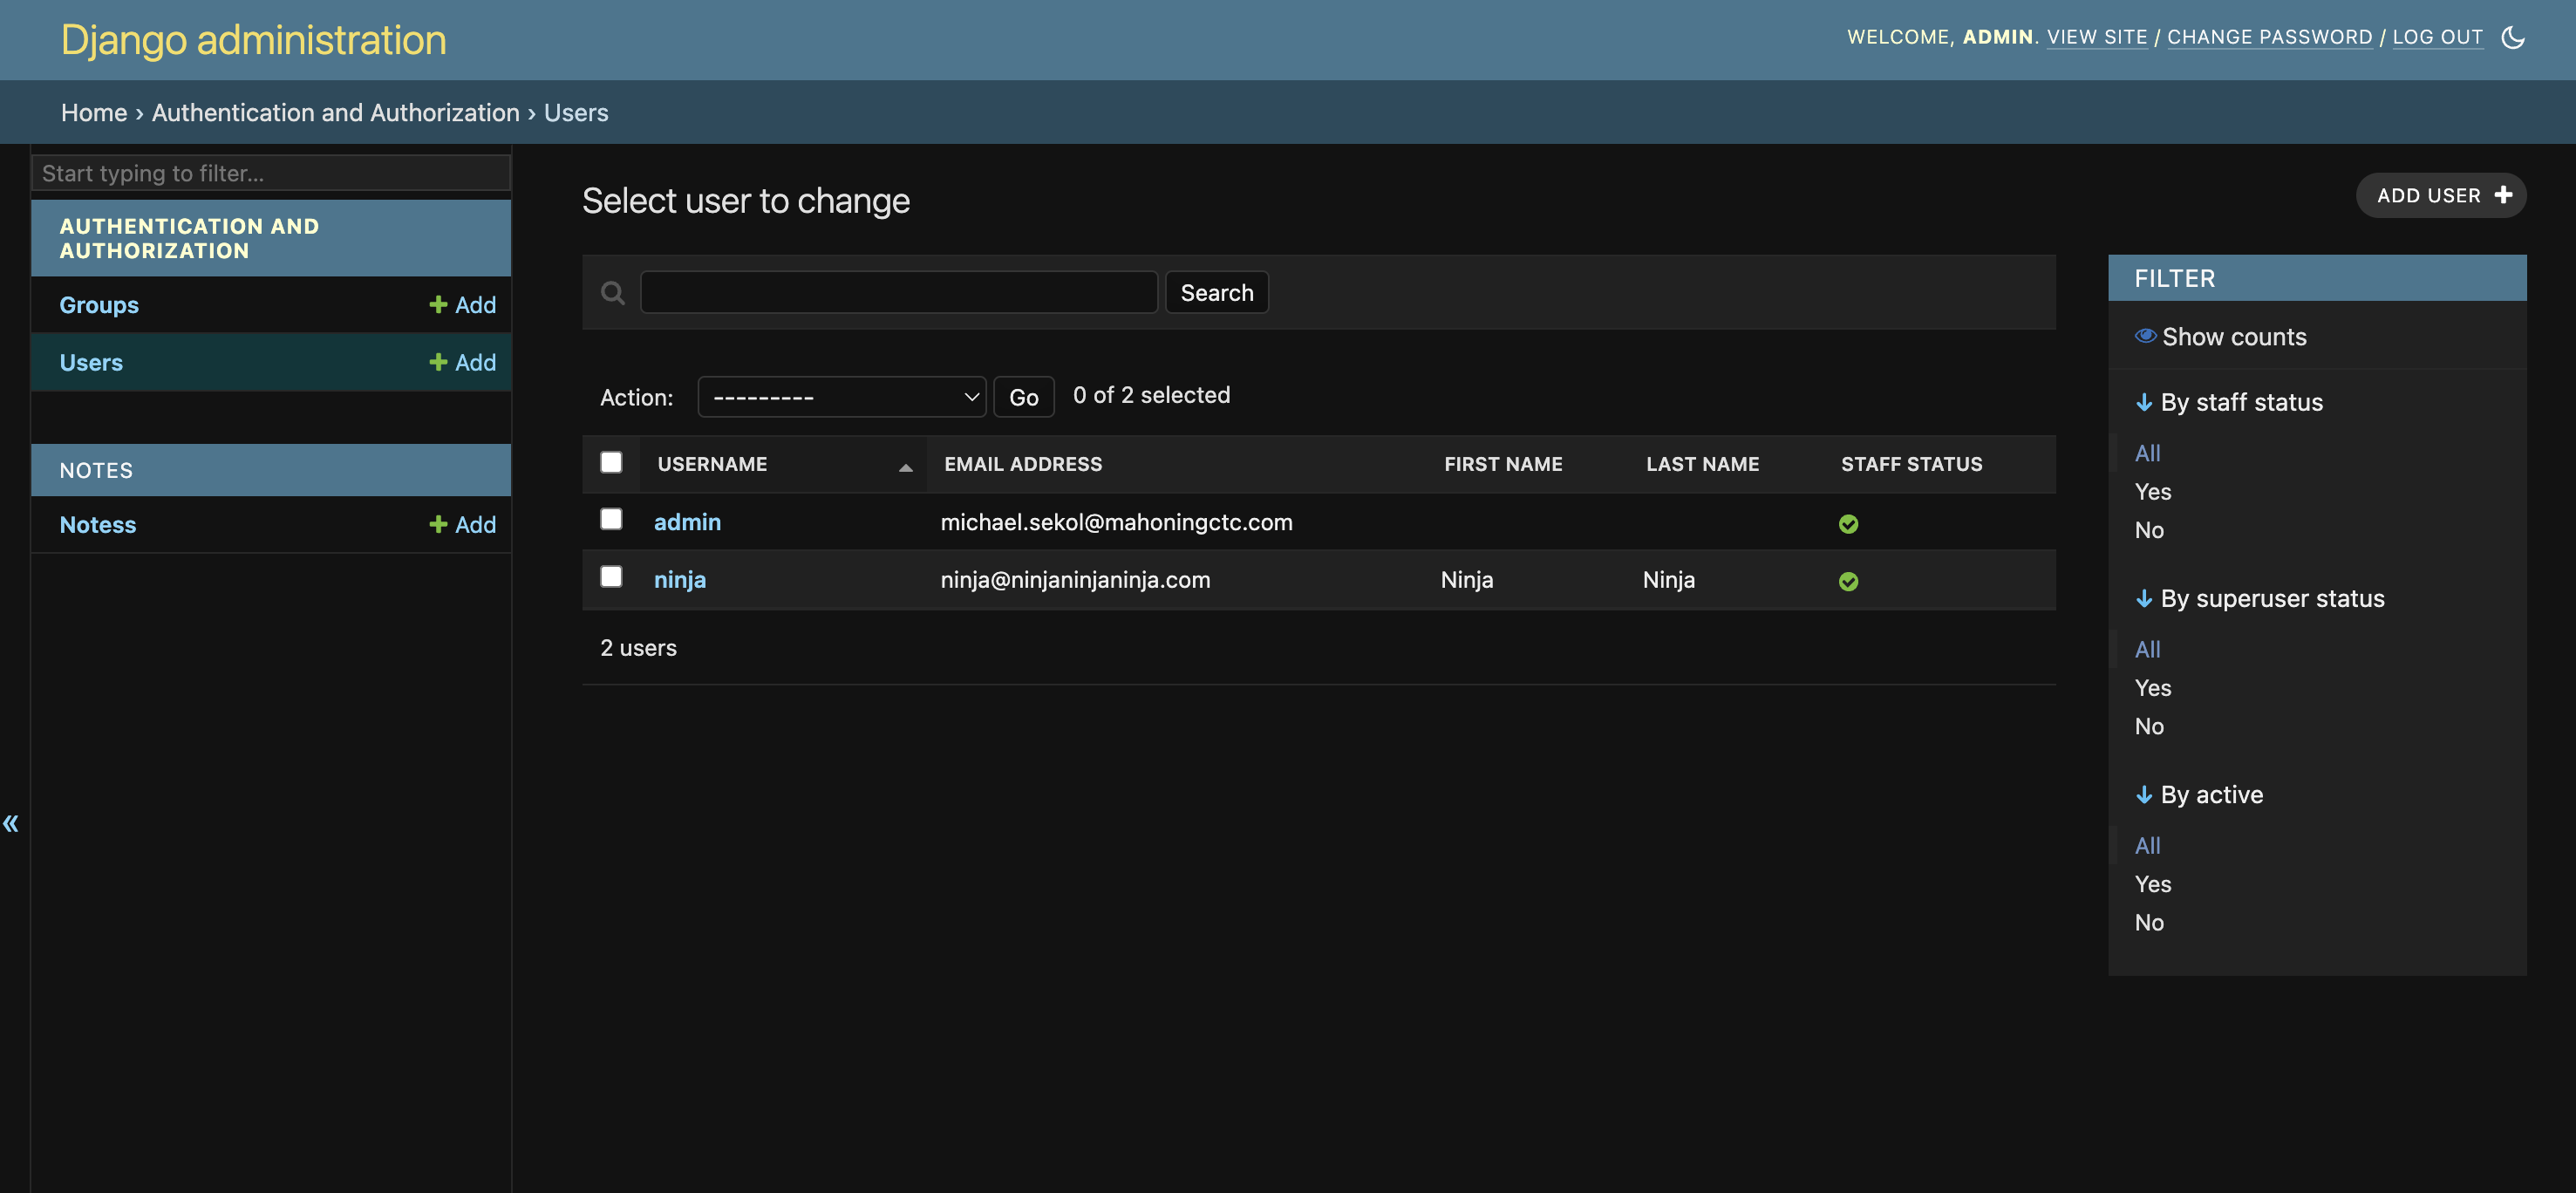 Django administration
WELCOME, ADMIN. VIEW SITE / CHANGE PASSWORD / LOG OUT
Home › Authentication and Authorization › Users
Start typing to filter...
AUTHENTICATION AND
AUTHORIZATION
Groups
Add
Users
Add
NOTES
Notess
Add
«
Select user to change
ADD USER
Search
Action: --------- Go 0 of 2 selected
USERNAME EMAIL ADDRESS FIRST NAME LAST NAME STAFF STATUS
admin michael.sekol@mahoningctc.com
ninja ninja@ninjaninjaninja.com Ninja Ninja
2 users
FILTER
Show counts
By staff status
All
Yes
No
By superuser status
All
Yes
No
By active
All
Yes
No